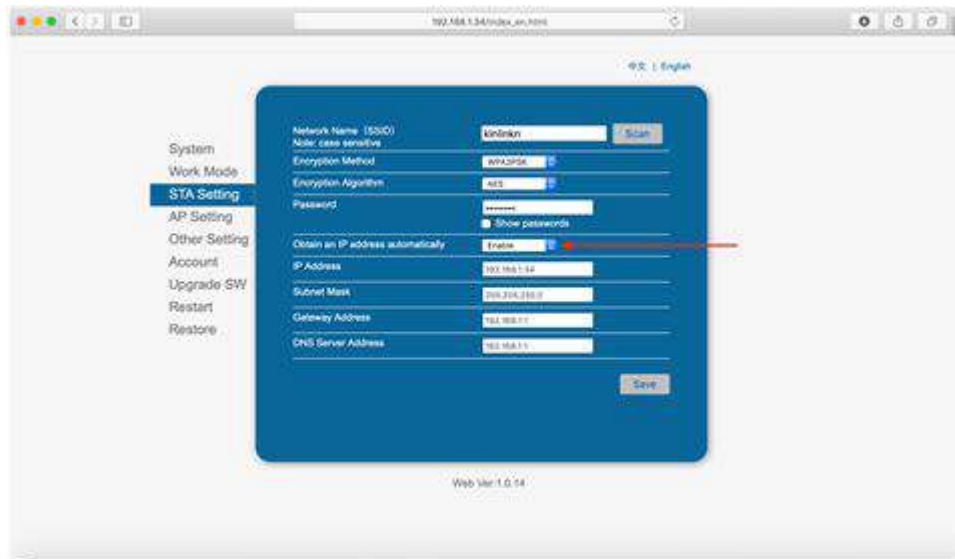 192.168.1.34/index_en.html
中文 | English
Network Name (SSID)
Note: case sensitive
kinlinkn
Scan
System
Encryption Method
WPA2PSK
Work Mode
Encryption Algorithm
AES
STA Setting
Password
••••••••
AP Setting
Show passwords
Other Setting
Obtain an IP address automatically
Enable
Account
IP Address
192.168.1.34
Upgrade SW
Subnet Mask
255.255.255.0
Restart
Gateway Address
192.168.1.1
Restore
DNS Server Address
192.168.1.1
Save
Web Ver:1.0.14